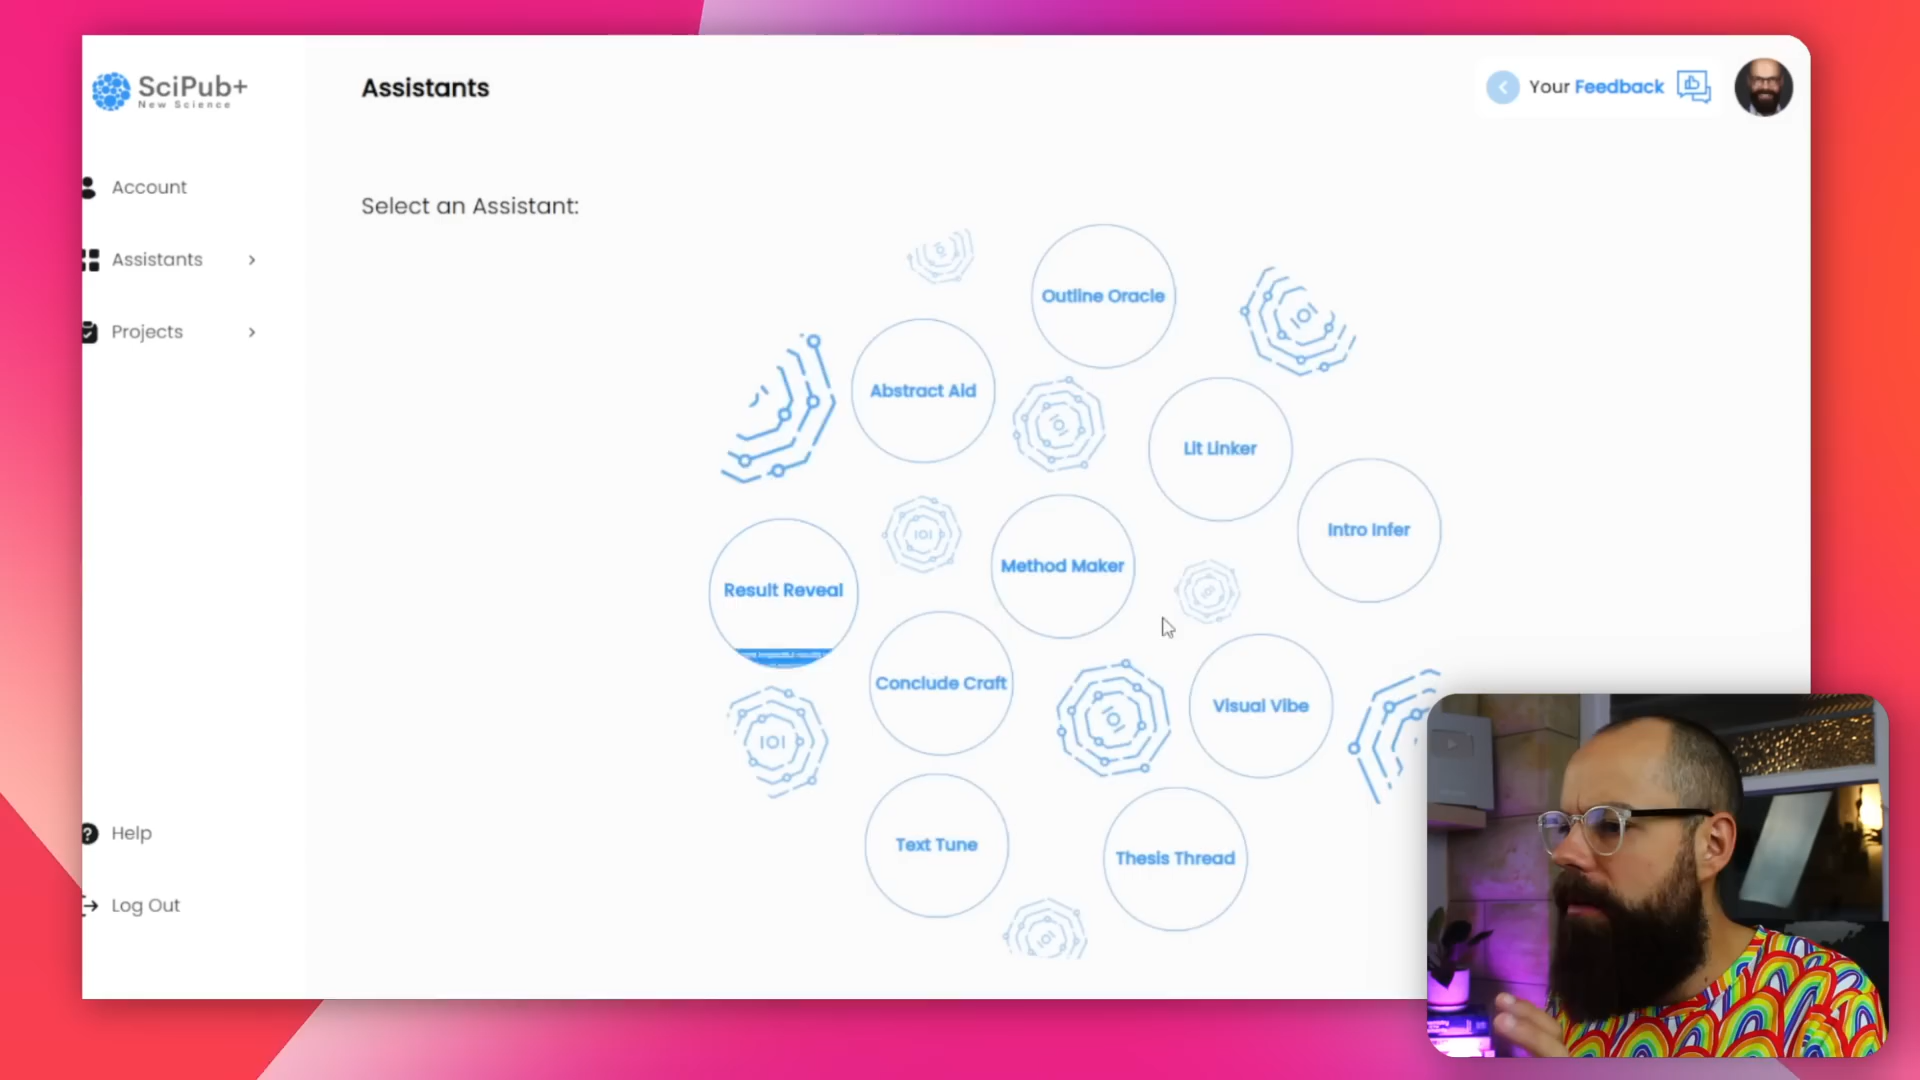 SciPub+
New Science
Assistants
Your Feedback
Account
Assistants
Projects
Help
Log Out
Select an Assistant:
Outline Oracle
Abstract Aid
Lit Linker
Intro Infer
Method Maker
Result Reveal
Conclude Craft
Visual Vibe
Text Tune
Thesis Thread